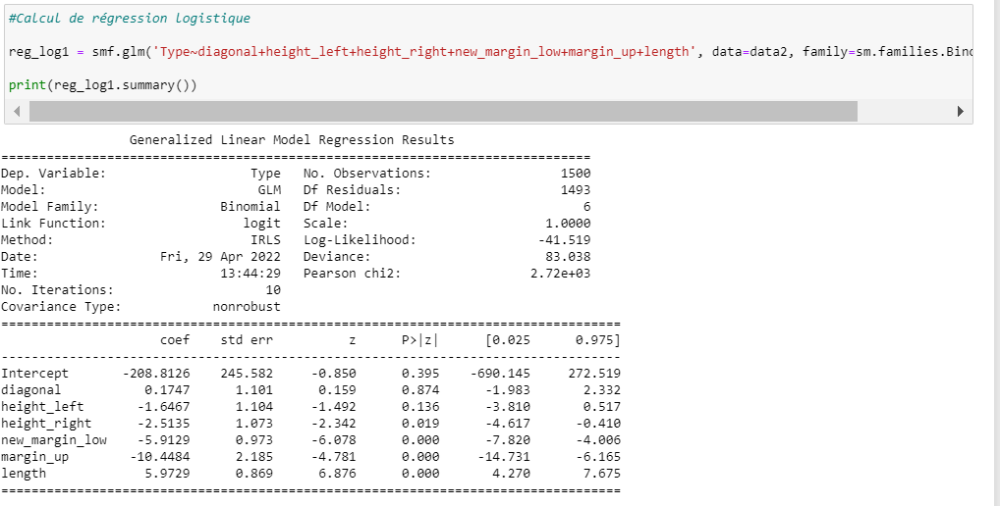 #Calcul de régression logistique
reg_log1 = smf.glm('Type~diagonal+height_left+height_right+new_margin_low+margin_up+length', data=data2, family=sm.families.Bino
print(reg_log1.summary())
Generalized Linear Model Regression Results
==============================================================================
Dep. Variable: Type No. Observations: 1500
Model: GLM Df Residuals: 1493
Model Family: Binomial Df Model: 6
Link Function: logit Scale: 1.0000
Method: IRLS Log-Likelihood: -41.519
Date: Fri, 29 Apr 2022 Deviance: 83.038
Time: 13:44:29 Pearson chi2: 2.72e+03
No. Iterations: 10
Covariance Type: nonrobust
==================================================================================
coef std err z P>|z| [0.025 0.975]
----------------------------------------------------------------------------------
Intercept -208.8126 245.582 -0.850 0.395 -690.145 272.519
diagonal 0.1747 1.101 0.159 0.874 -1.983 2.332
height_left -1.6467 1.104 -1.492 0.136 -3.810 0.517
height_right -2.5135 1.073 -2.342 0.019 -4.617 -0.410
new_margin_low -5.9129 0.973 -6.078 0.000 -7.820 -4.006
margin_up -10.4484 2.185 -4.781 0.000 -14.731 -6.165
length 5.9729 0.869 6.876 0.000 4.270 7.675
==================================================================================